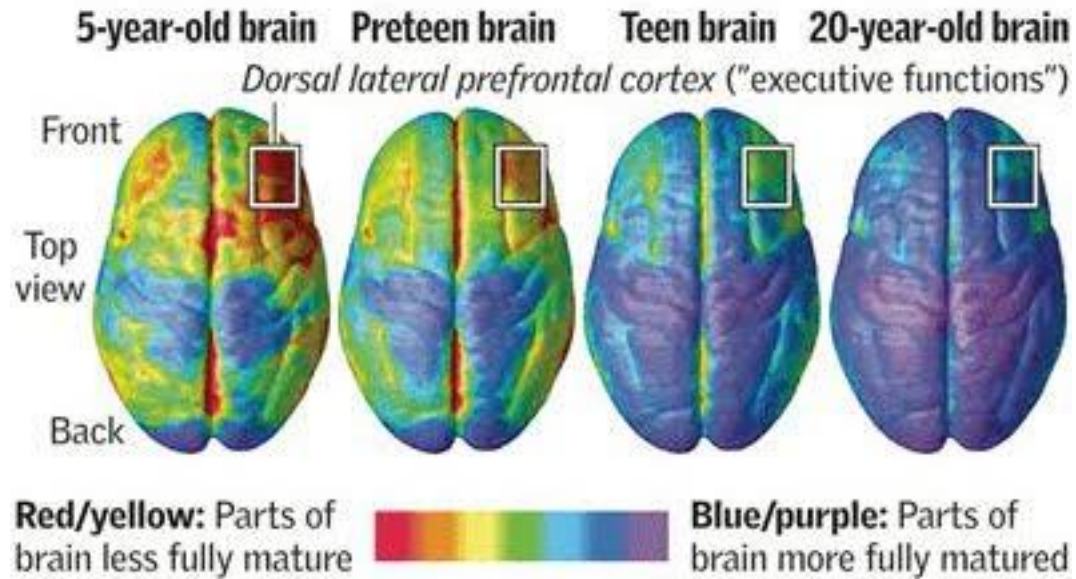 5-year-old brain Preteen brain Teen brain 20-year-old brain
Dorsal lateral prefrontal cortex ("executive functions")
Front
Top
view
Back
Red/yellow: Parts of
brain less fully mature
Blue/purple: Parts of
brain more fully matured